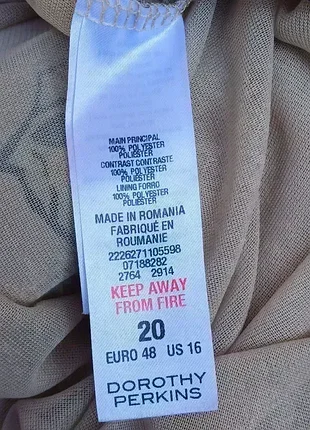 MAIN PRINCIPAL
100% POLYESTER
POLIESTER
CONTRAST CONTRASTE
100% POLYESTER
POLIESTER
LINING FORRO
100% POLYESTER
POLIESTER
MADE IN ROMANIA
FABRIQUÉ EN
ROUMANIE
2226271105598
07188282
2764 2914
KEEP AWAY
FROM FIRE
20
EURO 48 US 16
DOROTHY
PERKINS